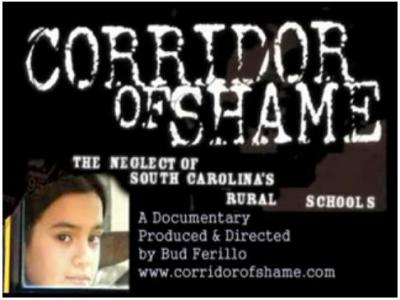 CORRIDOR
OF SHAME
THE NEGLECT OF
SOUTH CAROLINA'S
RURAL SCHOOLS
A Documentary
Produced & Directed
by Bud Ferillo
www.corridorofshame.com